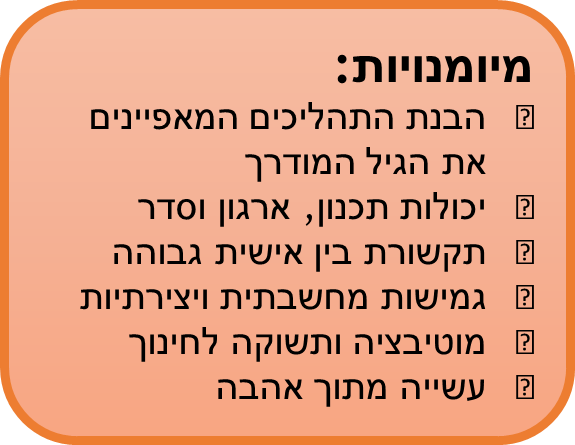 מיומנויות:
הבנת התהליכים המאפיינים
את הגיל המודרך
יכולות תכנון, ארגון וסדר
תקשורת בין אישית גבוהה
גמישות מחשבתית ויצירתיות
מוטיבציה ותשוקה לחינוך
עשייה מתוך אהבה